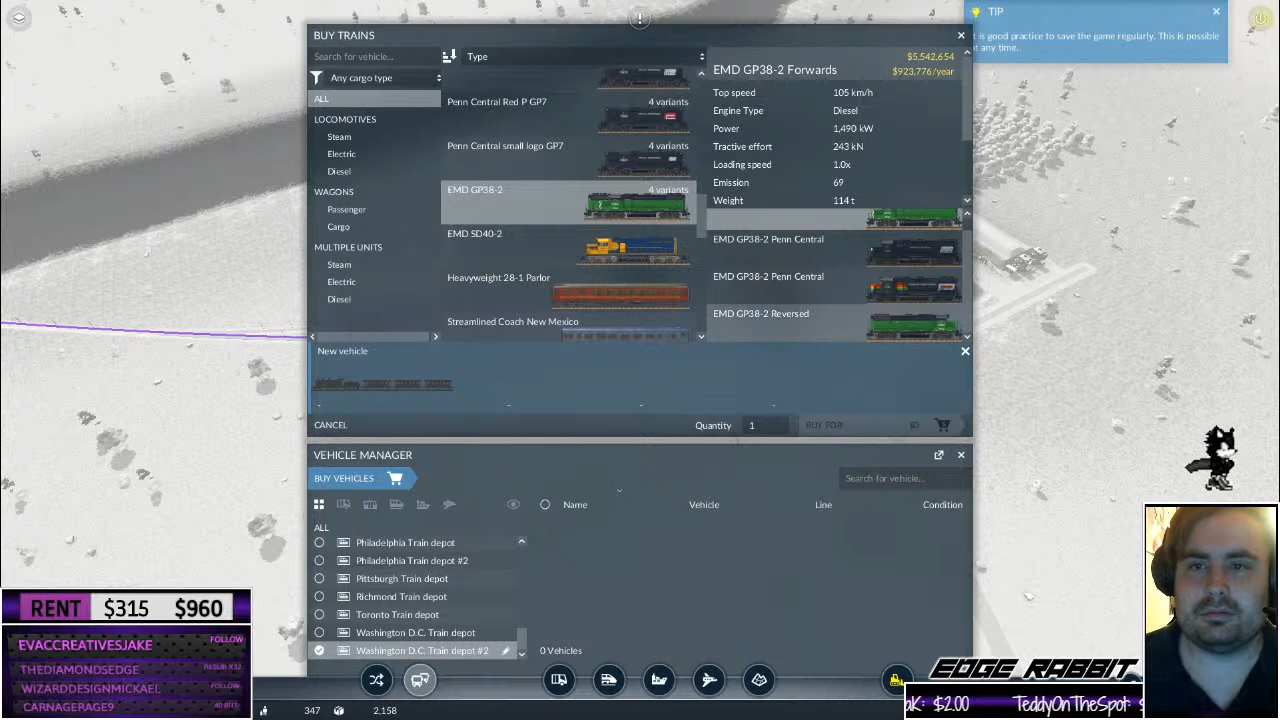 BUY TRAINS
Search for vehicle...
Type
Any cargo type
ALL
LOCOMOTIVES
Steam
Electric
Diesel
WAGONS
Passenger
Cargo
MULTIPLE UNITS
Steam
Electric
Diesel
Penn Central Red P GP7
4 variants
Penn Central small logo GP7
4 variants
EMD GP38-2
4 variants
EMD SD40-2
Heavyweight 28-1 Parlor
Streamlined Coach New Mexico
$5,542,654
EMD GP38-2 Forwards
$923,776/year
Top speed 105 km/h
Engine Type Diesel
Power 1,490 kW
Tractive effort 243 kN
Loading speed 1.0x
Emission 69
Weight 114 t
EMD GP38-2 Penn Central
EMD GP38-2 Penn Central
EMD GP38-2 Reversed
New vehicle
- - - -
CANCEL
Quantity 1
BUY FOR $0
VEHICLE MANAGER
BUY VEHICLES
Search for vehicle...
Name Vehicle Line Condition
ALL
Philadelphia Train depot
Philadelphia Train depot #2
Pittsburgh Train depot
Richmond Train depot
Toronto Train depot
Washington D.C. Train depot
Washington D.C. Train depot #2
0 Vehicles
347 2,158
TIP
t is good practice to save the game regularly. This is possible
at any time.
RENT $315 $960
EVACCREATIVESJAKE FOLLOW
THEDIAMONDSEDGE RESUB X32
WIZARDDESIGNMICKAEL FOLLOW
CARNAGERAGE9 40 BITS
EDGE RABBIT
aK: $2.00 TeddyOnTheSpot: